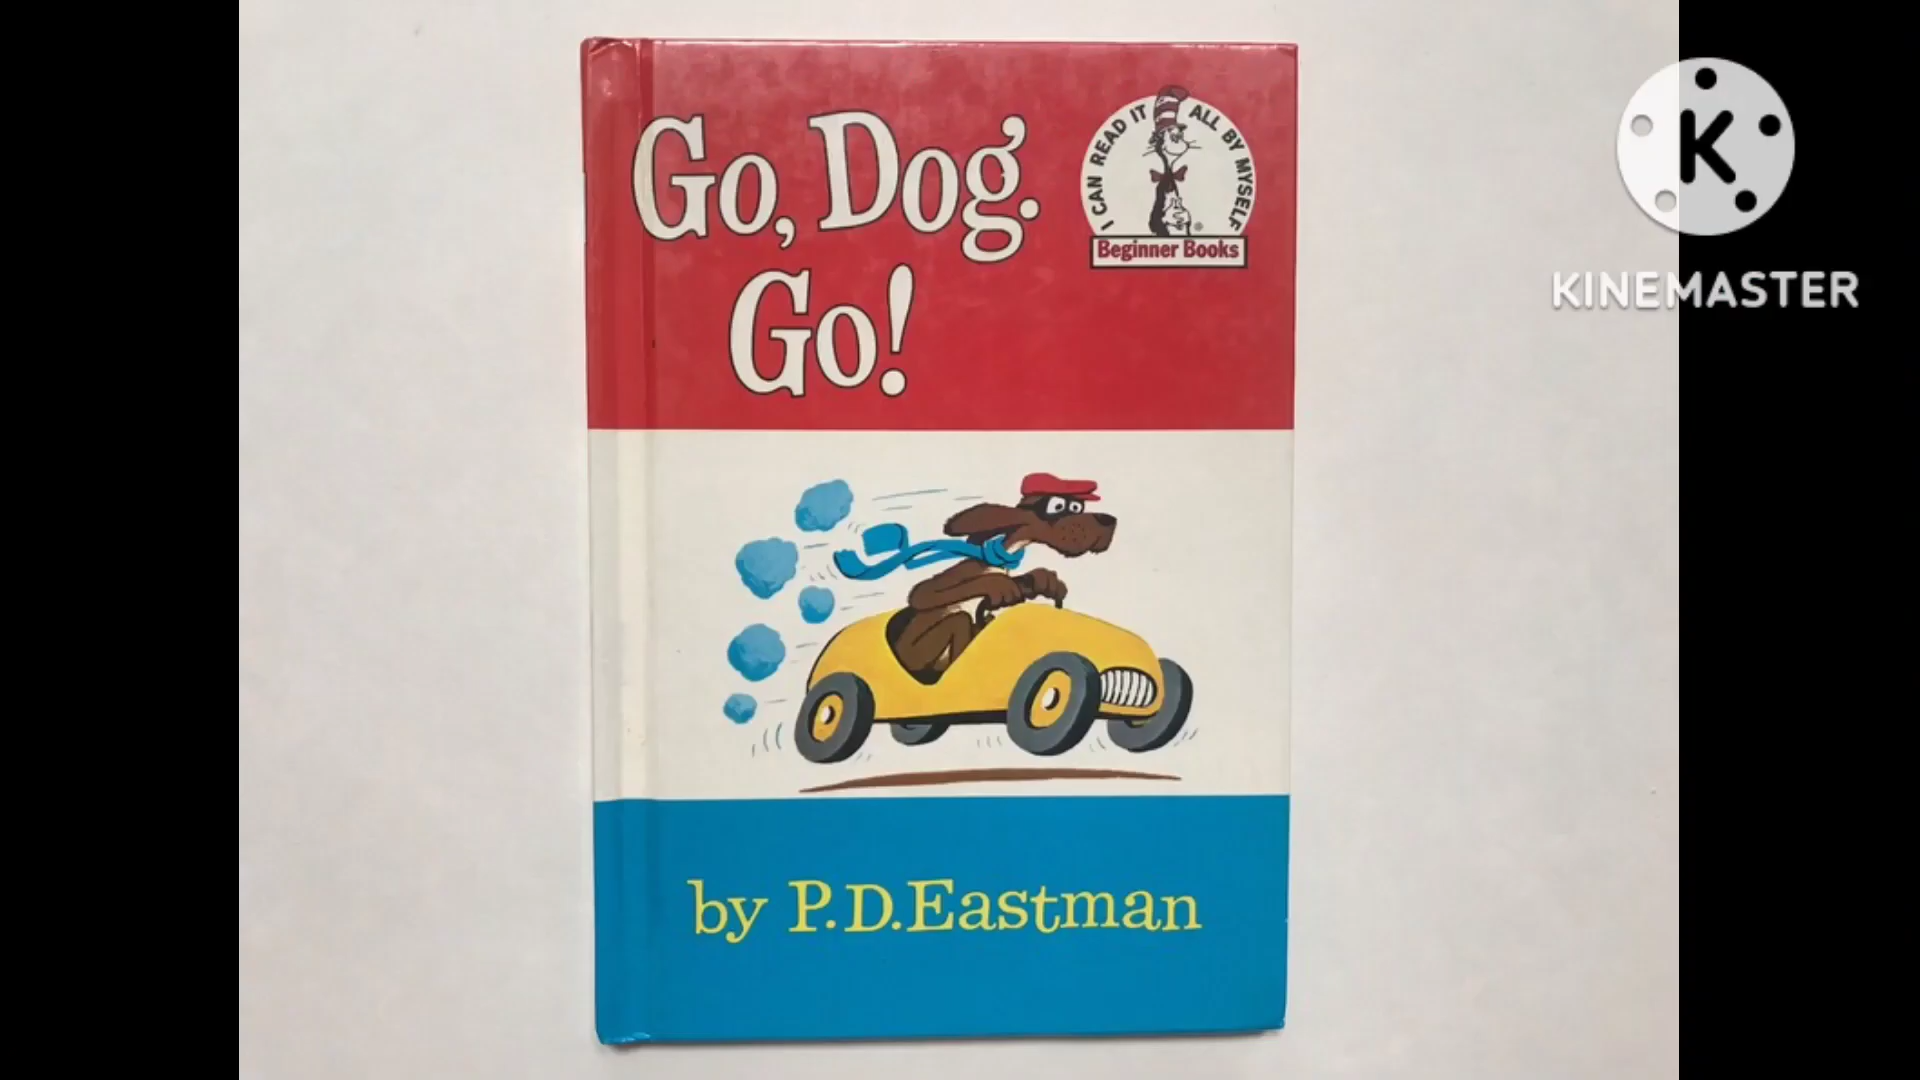 Go, Dog.
Go!
I CAN READ IT ALL BY MYSELF
Beginner Books
by P.D.Eastman
K
KINEMASTER